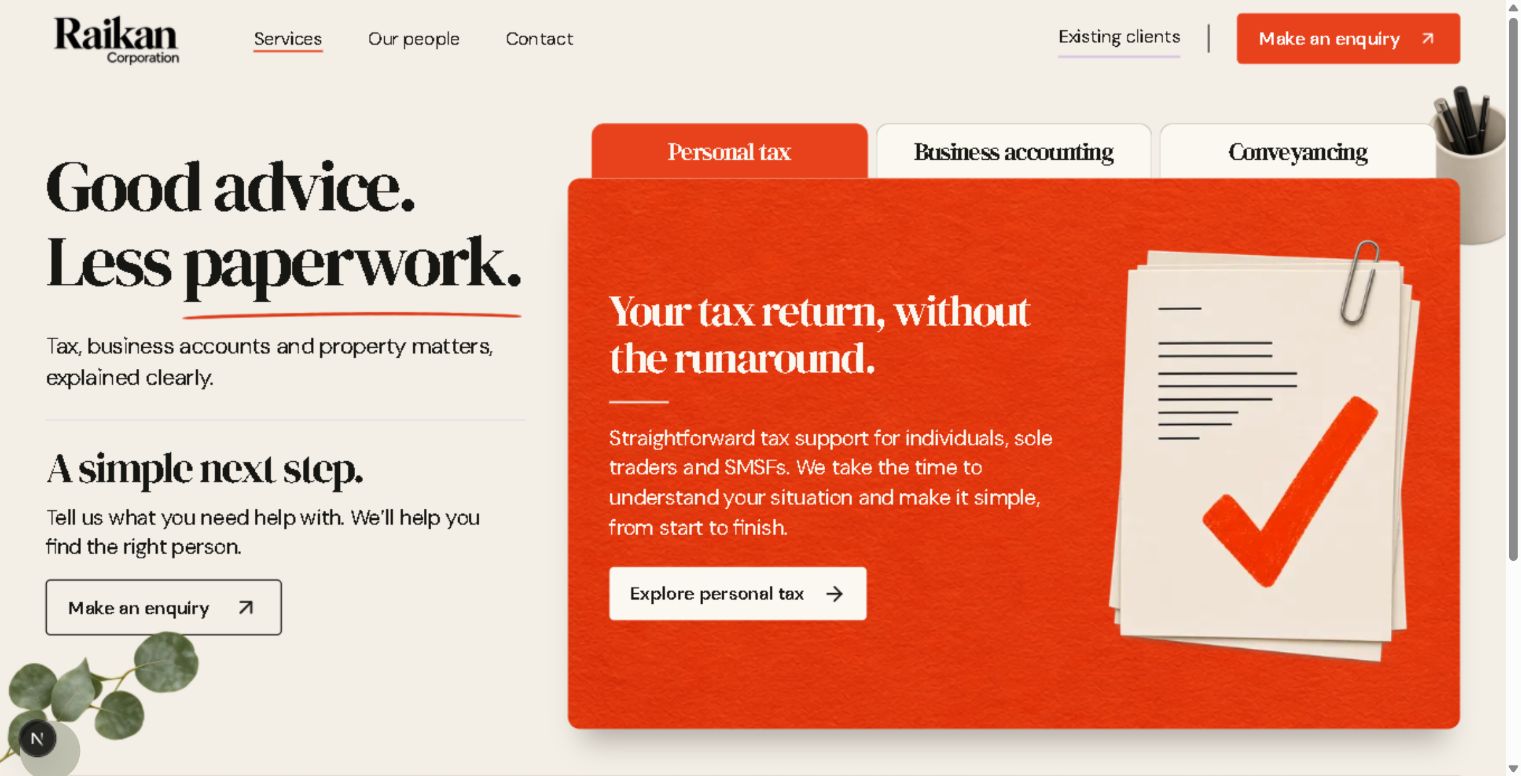 Raikan
Corporation
Services
Our people
Contact
Existing clients
Make an enquiry
Good advice.
Less paperwork.
Tax, business accounts and property matters,
explained clearly.
A simple next step.
Tell us what you need help with. We’ll help you
find the right person.
Make an enquiry
Personal tax
Business accounting
Conveyancing
Your tax return, without
the runaround.
Straightforward tax support for individuals, sole
traders and SMSFs. We take the time to
understand your situation and make it simple,
from start to finish.
Explore personal tax
N